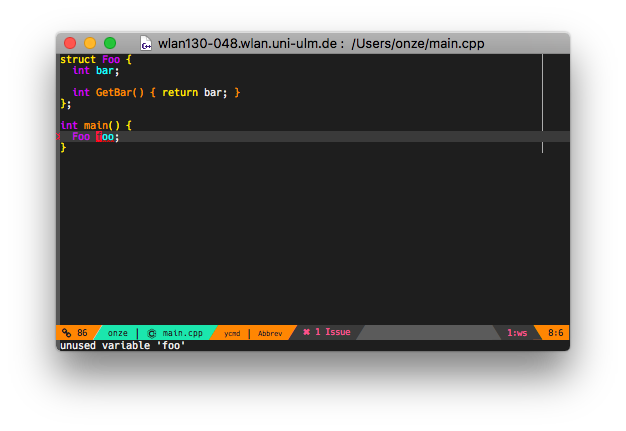 wlan130-048.wlan.uni-ulm.de: /Users/onze/main.cpp
struct Foo {
int bar;
int GetBar() { return bar; }
};
int main() {
Foo foo;
}
86 onze | main.cpp ycmd | Abbrev ✖ 1 Issue 1:ws 8:6
unused variable 'foo'